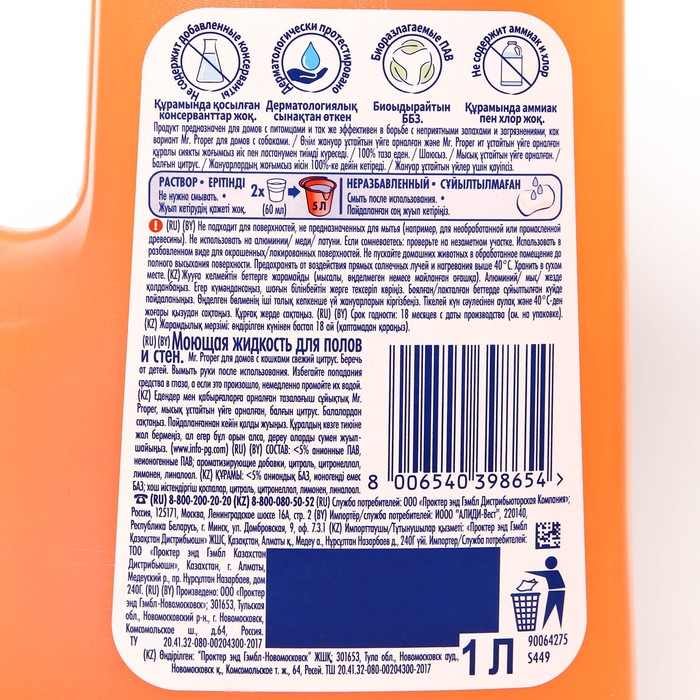 Не содержит добавленные консерванты
Дерматологически протестировано
Биоразлагаемые ПАВ
Не содержит аммиак и хлор
Құрамында қосылған консерванттар жоқ.
Дерматологиялық сынақтан өткен
Биоыдырайтын ББЗ.
Құрамында аммиак пен хлор жоқ.
Продукт предназначен для домов с питомцами и так же эффективен в борьбе с неприятными запахами и загрязнениями, как
вариант Mr. Proper для домов с собаками. / Өнім жануар ұстайтын үйге арналған және Mr. Proper ит ұстайтын үйге арналған
құралы сияқты жағымсыз иіс пен ластанумен тиімді күреседі. / 100% таза еден. / Шаюсыз. / Мысық ұстайтын үйге арналған. /
Балғын цитрус. / Жануарлардың жағымсыз иісін 100%-ке дейін кетіреді. / Жануар ұстайтын үйлер үшін қауіпсіз.
РАСТВОР • ЕРІТІНДІ
Не нужно смывать. •
Жуып кетірудің қажеті жоқ.
2x
(60 мл)
5 Л
НЕРАЗБАВЛЕННЫЙ • СҰЙЫЛТЫЛМАҒАН
Смыть после использования. •
Пайдаланған соң жуып кетіріңіз.
(RU) (BY) Не подходит для поверхностей, не предназначенных для мытья (например, для необработанной или промасленной
древесины). Не использовать на алюминии/ меди/ латуни. Если сомневаетесь: проверьте на незаметном участке. Использовать в
разбавленном виде для окрашенных/лакированных поверхностей. Не пускайте домашних животных в обработанное помещение до
полного высыхания поверхности. Предохранять от воздействия прямых солнечных лучей и нагревания выше 40°C Хранить в сухом
месте. (KZ) Жууға келмейтін беттерге жарамайды (мысалы, өңделмеген немесе майланған ағашқа). Алюминий/ мыс/ жезде
қолданбаңыз. Егер күмәндансаңыз, шағын білінбейтін жерге тексеріп көріңіз. Боялған/лакталған беттерде сұйылтылған күйде
пайдаланыңыз. Өңделген бөлменің іші толық кепкенше үй жануарларын кіргізбеңіз. Тікелей күн сәулесінен аулақ және 40°C-ден
жоғары қыздан сақтаңыз. Құрғақ жерде сақтаңыз. (RU) (BY) Срок годности: 18 месяцев с даты производства (см. на упаковке).
(KZ) Жарамдылық мерзімі: өндірілген күнінен бастап 18 ай (қаптамадан қараңыз).
(RU) (BY) Моющая жидкость для полов
и стен. Mr. Proper для домов с кошками свежий цитрус. Беречь
от детей. Вымыть руки после использования. Избегайте попадания
средства в глаза, а если это произошло, немедленно промойте их водой.
(KZ) Едендер мен қабырғаларға арналған тазалағыш сұйықтық Mr.
Proper, мысық ұстайтын үйге арналған, балғын цитрус. Балалардан
сақтаңыз. Пайдаланғаннан кейін қолды жуыңыз. Құралдың көзге тиюіне
жол бермеңіз, ал егер бұл орын алса, дереу аларды сумен жуып-
шайыңыз. (www.info-pg.com) (RU) (BY) СОСТАВ: <5% анионные ПАВ,
неионогенные ПАВ; ароматизирующие добавки, цитраль, цитронеллол,
лимонен, линалоол. (KZ) ҚҰРАМЫ: <5% аниондық БАЗ, ионогенді емес
БАЗ; хош иістендіргіш қоспалар, цитраль, цитронеллол, лимонен, линалоол.
8 006540 398654 >
☎ (RU) 8-800-200-20-20 (KZ) 8-800-080-50-52 (RU) Служба потребителей: ООО «Проктер энд Гэмбл Дистрибьюторская Компания»;
Россия, 125171, Москва, Ленинградское шоссе 16А, стр. 2 (BY) Импортёр/служба потребителей: ИООО "АЛИДИ-Вест", 220140,
Республика Беларусь, г. Минск, ул. Домбровская, 9, оф. 7.3.1 (KZ) Импорттаушы/Тұтынушылар қызметі: «Проктер энд Гэмбл
Қазақстан Дистрибьюшн» ЖШС, Қазақстан, Алматы қ., Медеу а., Нұрсұлтан Назарбаев д., 240Г үйі. Импортер/Служба потребителей:
ТОО «Проктер энд Гэмбл Казахстан
Дистрибьюшн», Казахстан, г. Алматы,
Медеуский р., пр. Нурсултан Назарбаев, дом
240Г. (RU) (BY) Произведено: ООО «Проктер
энд Гэмбл-Новомосковск»; 301653, Тульская
обл., Новомосковский р-н, г. Новомосковск,
Комсомольское ш., д.64, Россия.
ТУ 20.41.32-080-00204300-2017
(KZ) Өндірілген: "Проктер энд Гэмбл-Новомосковск" ЖШҚ; 301653, Тула обл., Новомосковский ауд.,
Новомосковск қ., Комсомольское т. ж., 64, Ресей. ТШ 20.41.32-080-00204300-2017
1 Л
90064275
S449